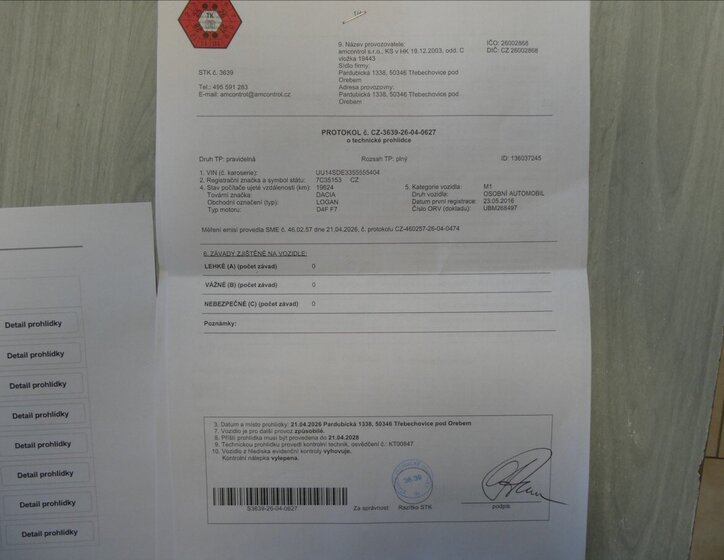 TK
9. Název provozovatele:
amcontrol s.r.o., KS v HK 19.12.2003, odd. C
vložka 19443
Sídlo firmy:
Pardubická 1338, 50346 Třebechovice pod
Orebem
Adresa provozovny:
Pardubická 1338, 50346 Třebechovice pod
Orebem
IČO: 26002868
DIČ: CZ 26002868
STK č. 3639
Tel.: 495 591 283
E-mail: amcontrol@amcontrol.cz
PROTOKOL č. CZ-3639-26-04-0627
o technické prohlídce
Druh TP: pravidelná Rozsah TP: plný ID: 136037245
1. VIN (č. karoserie): UU14SDE3355555404
2. Registrační značka a symbol státu: 7C35153 CZ
4. Stav počítače ujeté vzdálenosti (km): 19624 5. Kategorie vozidla: M1
Tovární značka: DACIA Druh vozidla: OSOBNÍ AUTOMOBIL
Obchodní označení (typ): LOGAN Datum první registrace: 23.05.2016
Typ motoru: D4F F7 Číslo ORV (dokladu): UBM268497
Měření emisí provedla SME č. 46.02.57 dne 21.04.2026, č. protokolu CZ-460257-26-04-0474
6. ZÁVADY ZJIŠTĚNÉ NA VOZIDLE:
LEHKÉ (A) (počet závad) 0
VÁŽNÉ (B) (počet závad) 0
NEBEZPEČNÉ (C) (počet závad) 0
Poznámky:
3. Datum a místo prohlídky: 21.04.2026 Pardubická 1338, 50346 Třebechovice pod Orebem
7. Vozidlo je pro další provoz způsobilé.
8. Příští prohlídka musí být provedena do 21.04.2028
9. Technickou prohlídku provedl kontrolní technik, osvědčení č.: KT00847
10. Vozidlo z hlediska evidenční kontroly vyhovuje.
Kontrolní nálepka vylepena.
S3639-26-04-0627
Za správnost Razítko STK
36.39
podpis
Detail prohlídky
Detail prohlídky
Detail prohlídky
Detail prohlídky
Detail prohlídky
Detail prohlídky
Detail prohlídky
Detail prohlídky